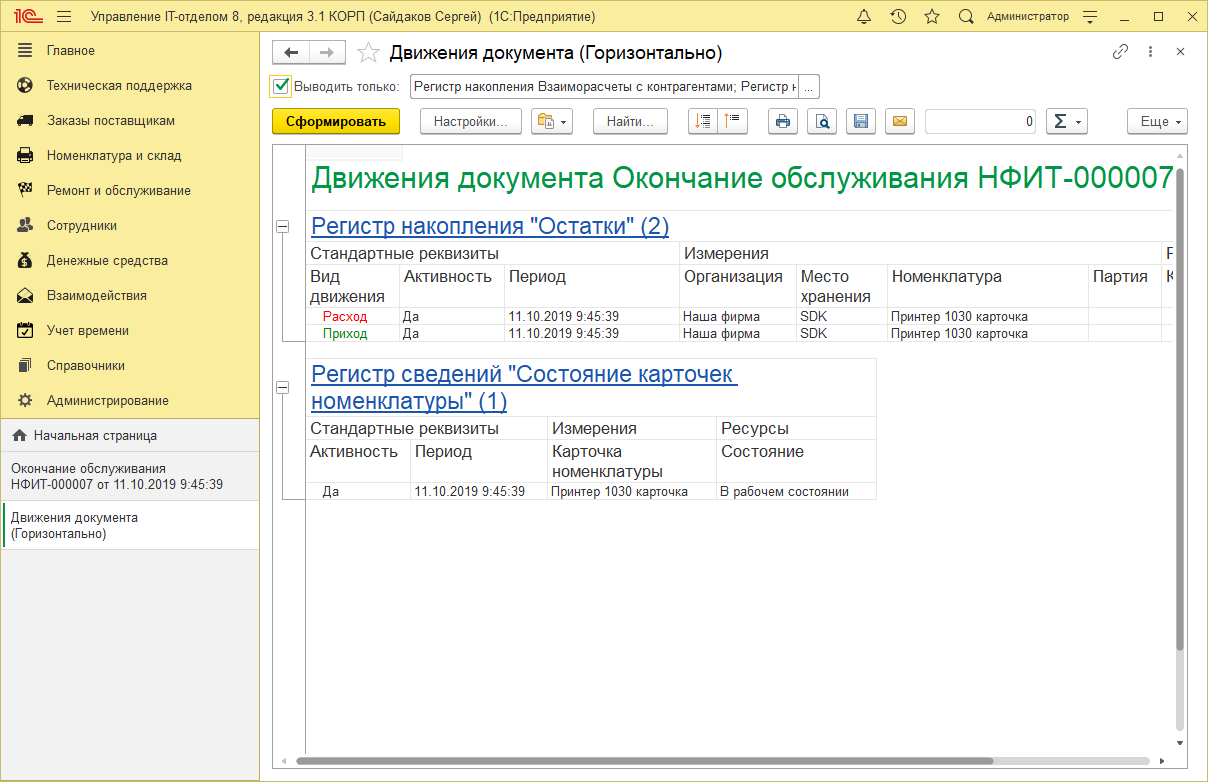 1С Управление IT-отделом 8, редакция 3.1 КОРП (Сайдаков Сергей) (1С:Предприятие) Администратор
Главное
Техническая поддержка
Заказы поставщикам
Номенклатура и склад
Ремонт и обслуживание
Сотрудники
Денежные средства
Взаимодействия
Учет времени
Справочники
Администрирование
Начальная страница
Окончание обслуживания
НФИТ-000007 от 11.10.2019 9:45:39
Движения документа
(Горизонтально)
Движения документа (Горизонтально)
Выводить только: Регистр накопления Взаиморасчеты с контрагентами; Регистр н ...
Сформировать Настройки... Найти... 0 Σ Еще
Движения документа Окончание обслуживания НФИТ-000007
Регистр накопления "Остатки" (2)
Стандартные реквизиты Измерения
Вид Активность Период Организация Место Номенклатура Партия
движения хранения
Расход Да 11.10.2019 9:45:39 Наша фирма SDK Принтер 1030 карточка
Приход Да 11.10.2019 9:45:39 Наша фирма SDK Принтер 1030 карточка
Регистр сведений "Состояние карточек
номенклатуры" (1)
Стандартные реквизиты Измерения Ресурсы
Активность Период Карточка Состояние
номенклатуры
Да 11.10.2019 9:45:39 Принтер 1030 карточка В рабочем состоянии